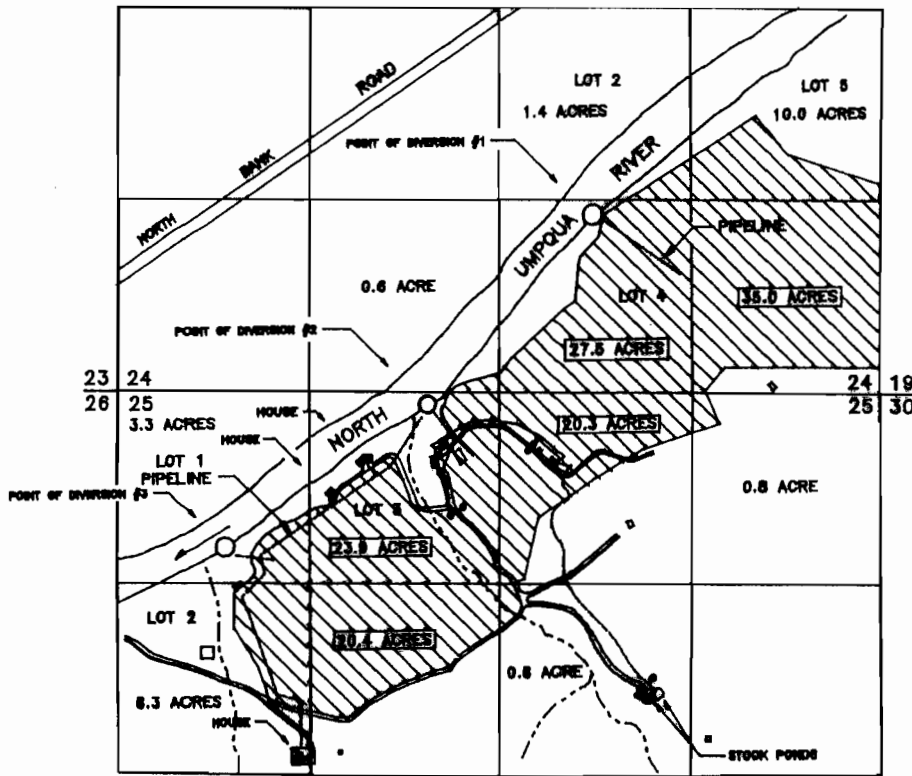 LOT 2
1.4 ACRES
LOT 5
10.0 ACRES
NORTH BANK ROAD
POINT OF DIVERSION #1
NORTH UMPQUA RIVER
PIPELINE
0.6 ACRE
LOT 4
35.0 ACRES
POINT OF DIVERSION #2
27.5 ACRES
23 24
26 25
24 19
25 30
3.3 ACRES
HOUSE
HOUSE
20.3 ACRES
LOT 1
PIPELINE
POINT OF DIVERSION #3
0.8 ACRE
LOT
23.9 ACRES
LOT 2
20.4 ACRES
0.5 ACRE
ACRES
HOUSE
STOCK PONDS